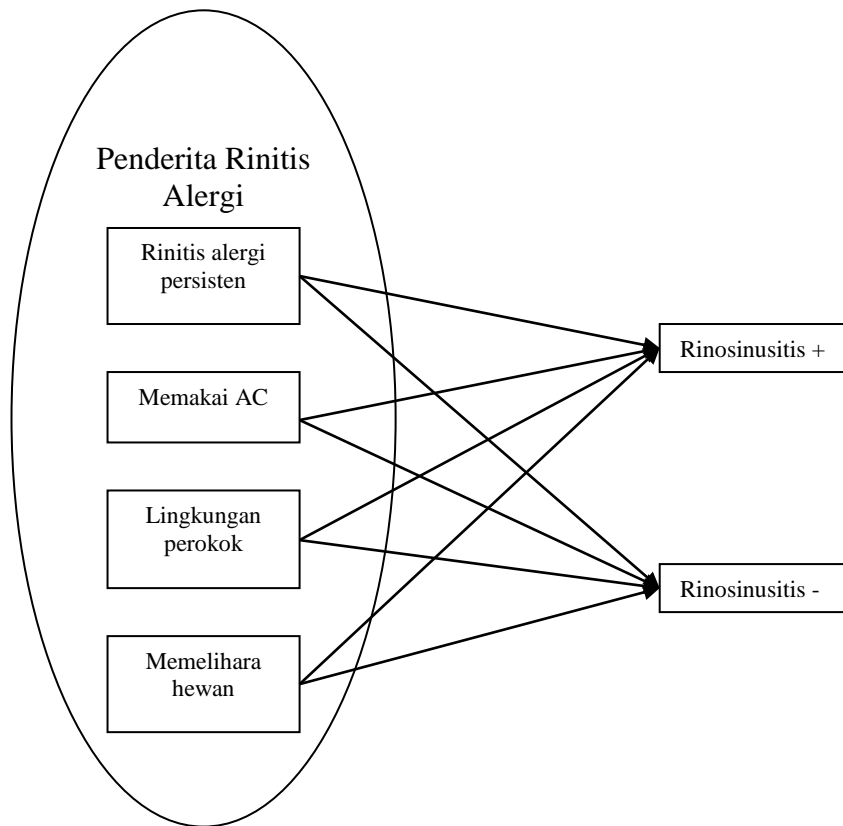 Penderita Rinitis
Alergi
Rinitis alergi
persisten
Memakai AC
Lingkungan
perokok
Memelihara
hewan
Rinosinusitis +
Rinosinusitis -